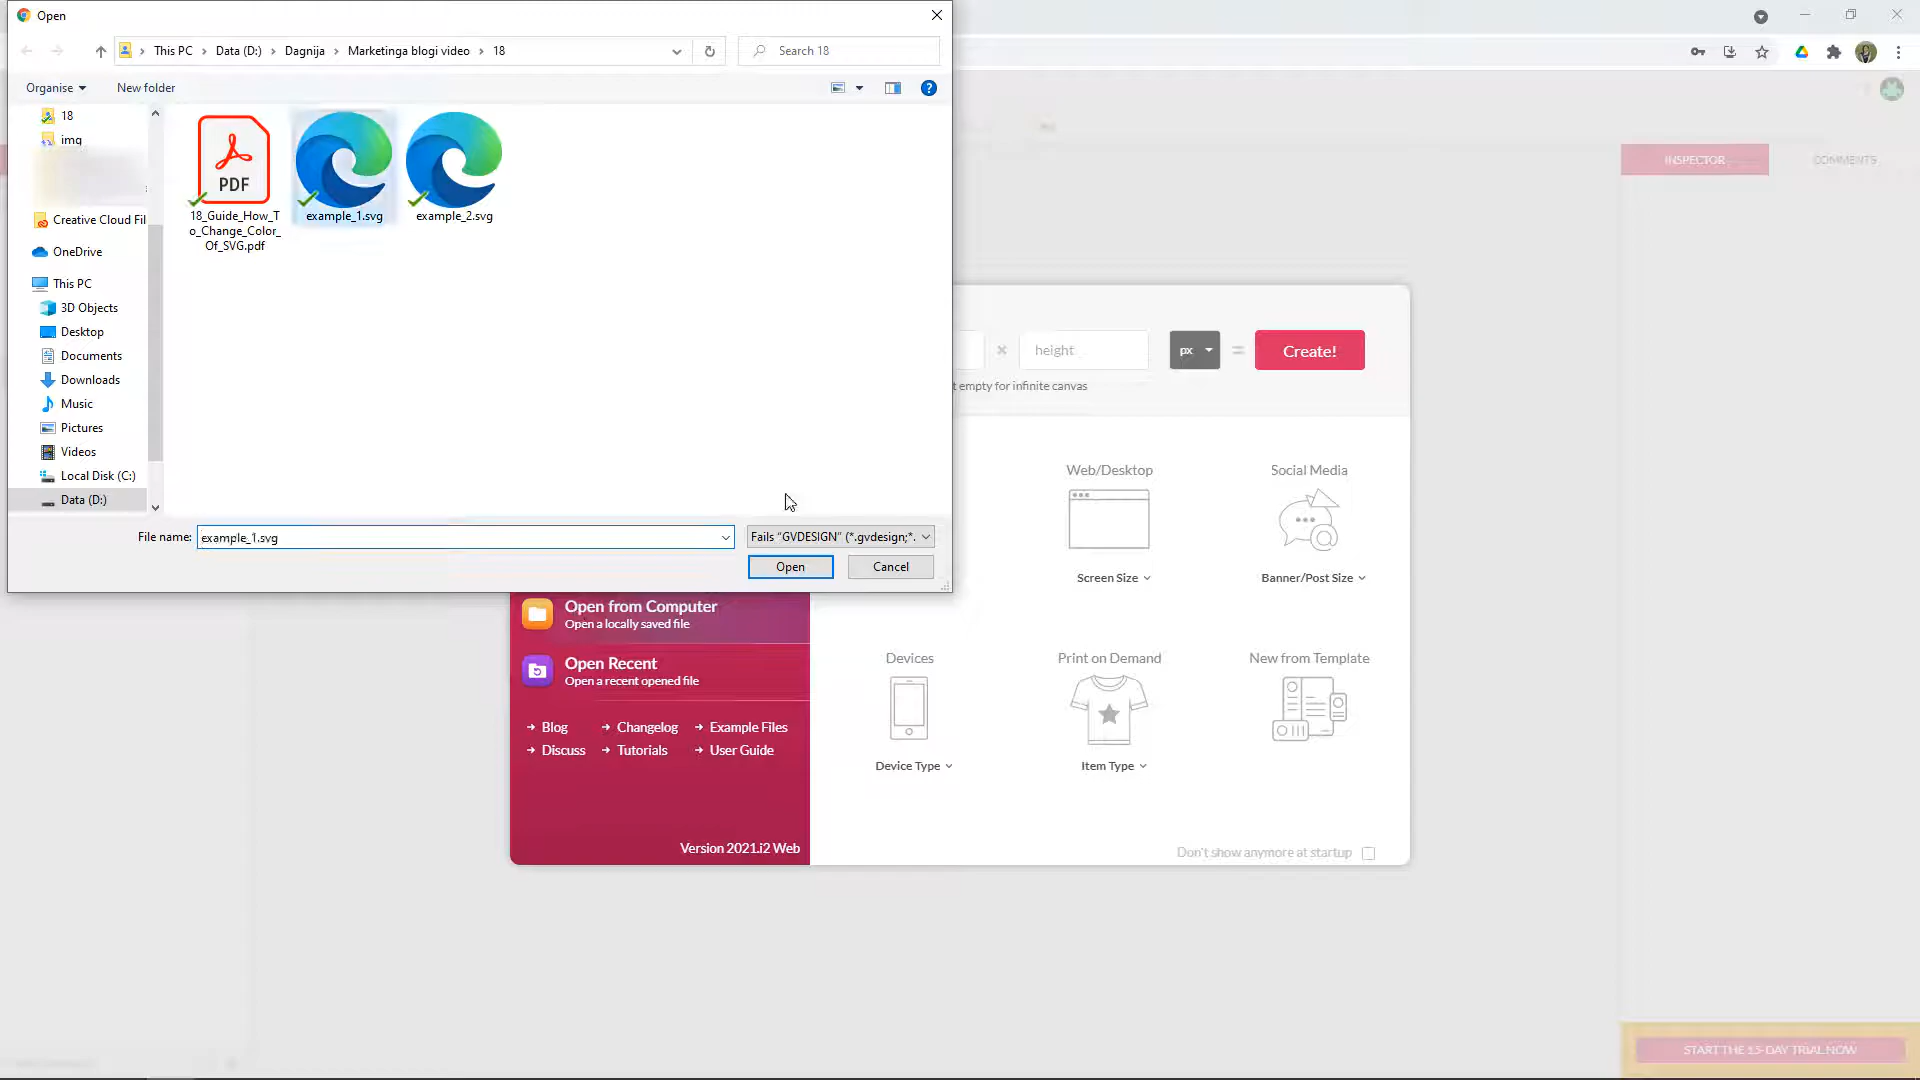 Open
This PC > Data (D:) > Dagnija > Marketinga blogi video > 18
Search 18
Organise
New folder
18
img
Creative Cloud Fil
OneDrive
This PC
3D Objects
Desktop
Documents
Downloads
Music
Pictures
Videos
Local Disk (C:)
Data (D:)
PDF
18_Guide_How_T
o_Change_Color_
Of_SVG.pdf
example_1.svg
example_2.svg
File name:
example_1.svg
Fails "GVDESIGN" (*.gvdesign;*.
Open
Cancel
INSPECTOR
COMMENTS
height
px
=
Create!
t empty for infinite canvas
Web/Desktop
Screen Size
Social Media
Banner/Post Size
Open from Computer
Open a locally saved file
Open Recent
Open a recent opened file
Blog
Changelog
Example Files
Discuss
Tutorials
User Guide
Version 2021.i2 Web
Devices
Device Type
Print on Demand
Item Type
New from Template
Don't show anymore at startup
START THE 15-DAY TRIAL NOW